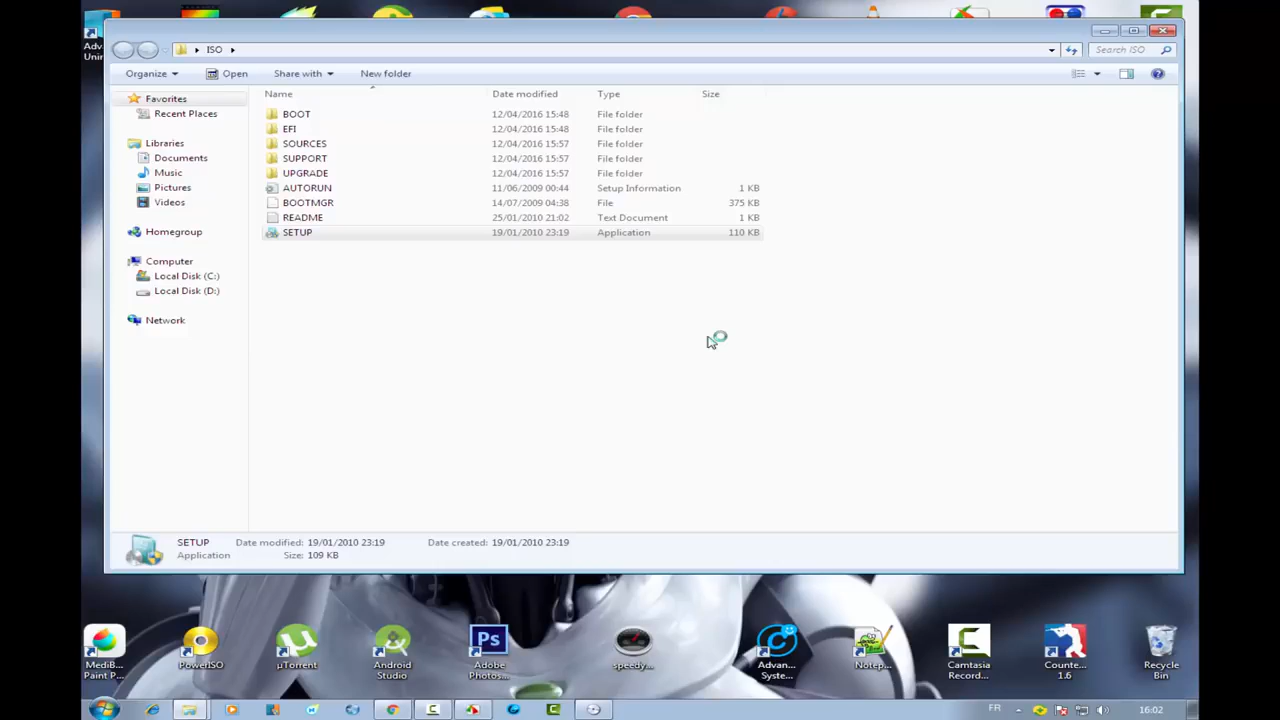 ISO
Search ISO
Organize
Open
Share with
New folder
Name
Date modified
Type
Size
Favorites
Recent Places
Libraries
Documents
Music
Pictures
Videos
Homegroup
Computer
Local Disk (C:)
Local Disk (D:)
Network
BOOT 12/04/2016 15:48 File folder
EFI 12/04/2016 15:48 File folder
SOURCES 12/04/2016 15:57 File folder
SUPPORT 12/04/2016 15:57 File folder
UPGRADE 12/04/2016 15:57 File folder
AUTORUN 11/06/2009 00:44 Setup Information 1 KB
BOOTMGR 14/07/2009 04:38 File 375 KB
README 25/01/2010 21:02 Text Document 1 KB
SETUP 19/01/2010 23:19 Application 110 KB
SETUP Date modified: 19/01/2010 23:19 Date created: 19/01/2010 23:19
Application Size: 109 KB
Adv...
Unin
MediB...
Paint P...
PowerISO
µTorrent
Android
Studio
Ps
Adobe
Photos...
speedy...
Advan...
System...
Notep...
Camtasia
Record...
Counte...
1.6
Recycle
Bin
FR
16:02